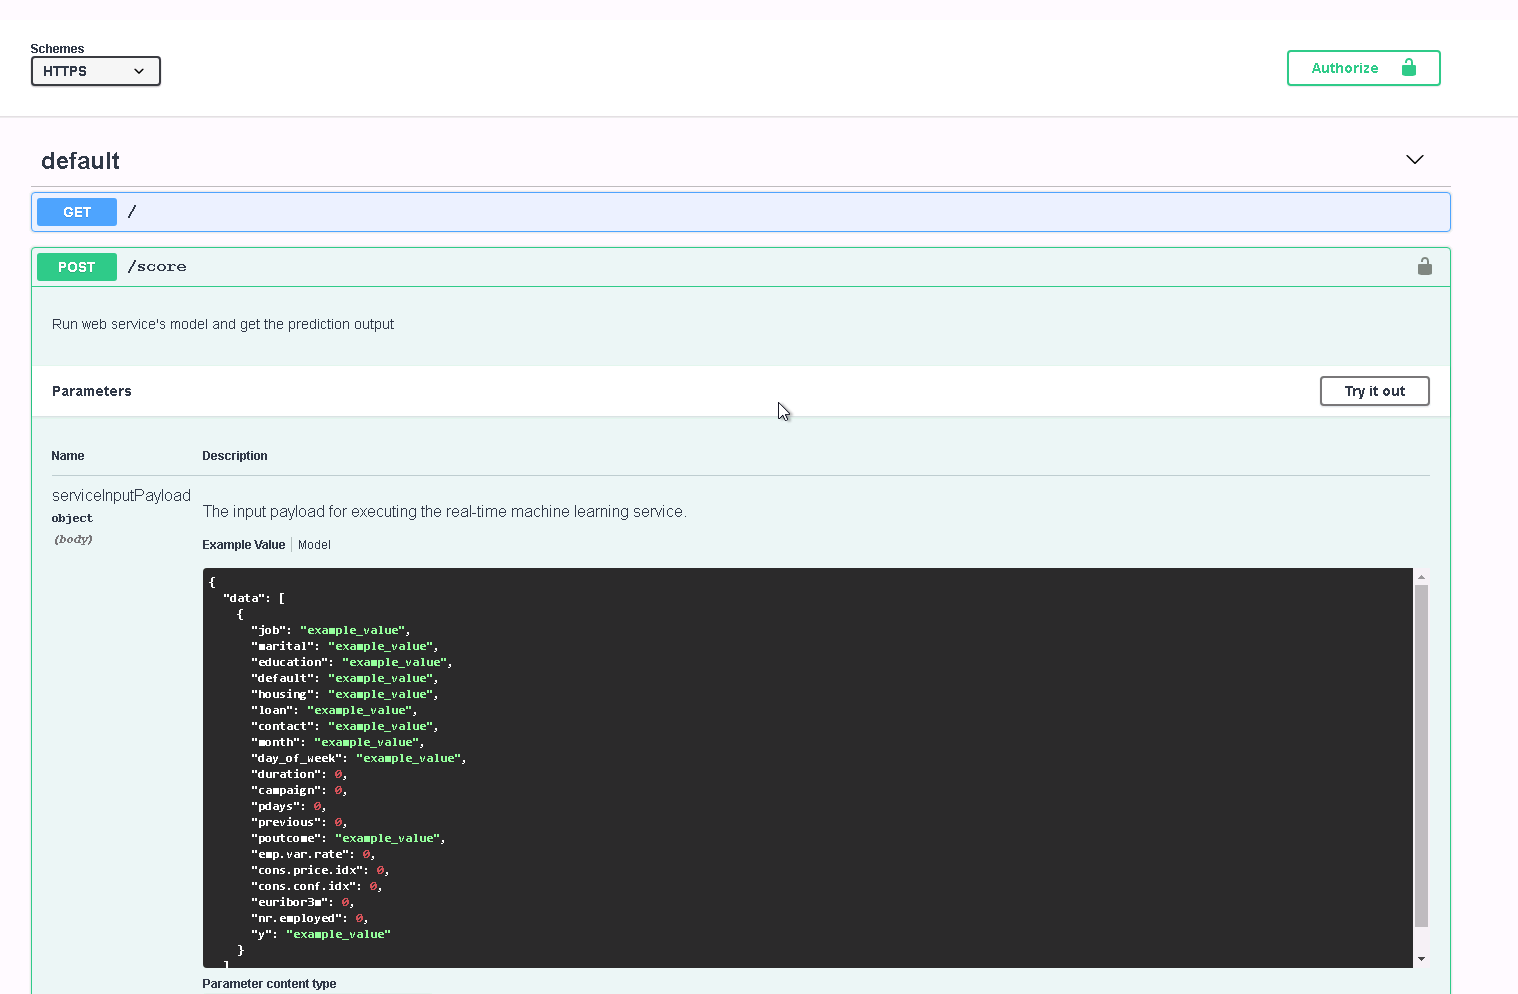 Schemes
HTTPS
Authorize
default
GET /
POST /score
Run web service's model and get the prediction output
Parameters
Try it out
Name Description
serviceInputPayload
object
(body)
The input payload for executing the real-time machine learning service.
Example Value Model
{
"data": [
{
"job": "example_value",
"marital": "example_value",
"education": "example_value",
"default": "example_value",
"housing": "example_value",
"loan": "example_value",
"contact": "example_value",
"month": "example_value",
"day_of_week": "example_value",
"duration": 0,
"campaign": 0,
"pdays": 0,
"previous": 0,
"poutcome": "example_value",
"emp.var.rate": 0,
"cons.price.idx": 0,
"cons.conf.idx": 0,
"euribor3m": 0,
"nr.employed": 0,
"y": "example_value"
}
]
Parameter content type